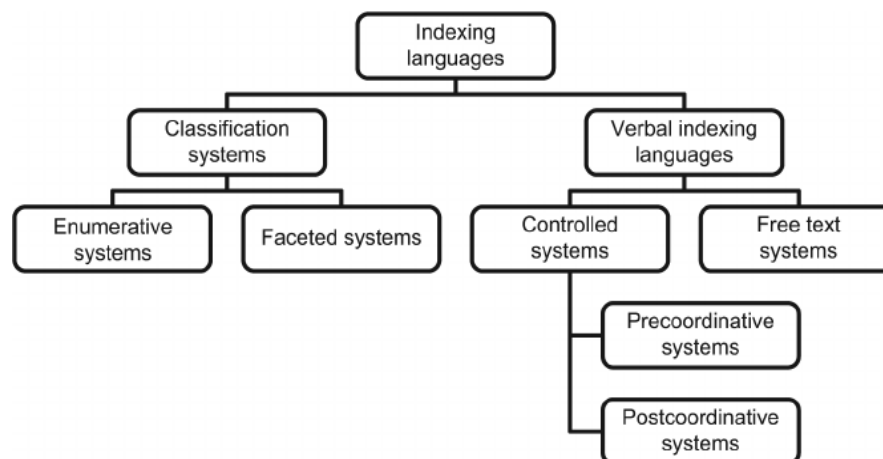 Indexing
languages
Classification
systems
Verbal indexing
languages
Enumerative
systems
Faceted systems
Controlled
systems
Free text
systems
Precoordinative
systems
Postcoordinative
systems